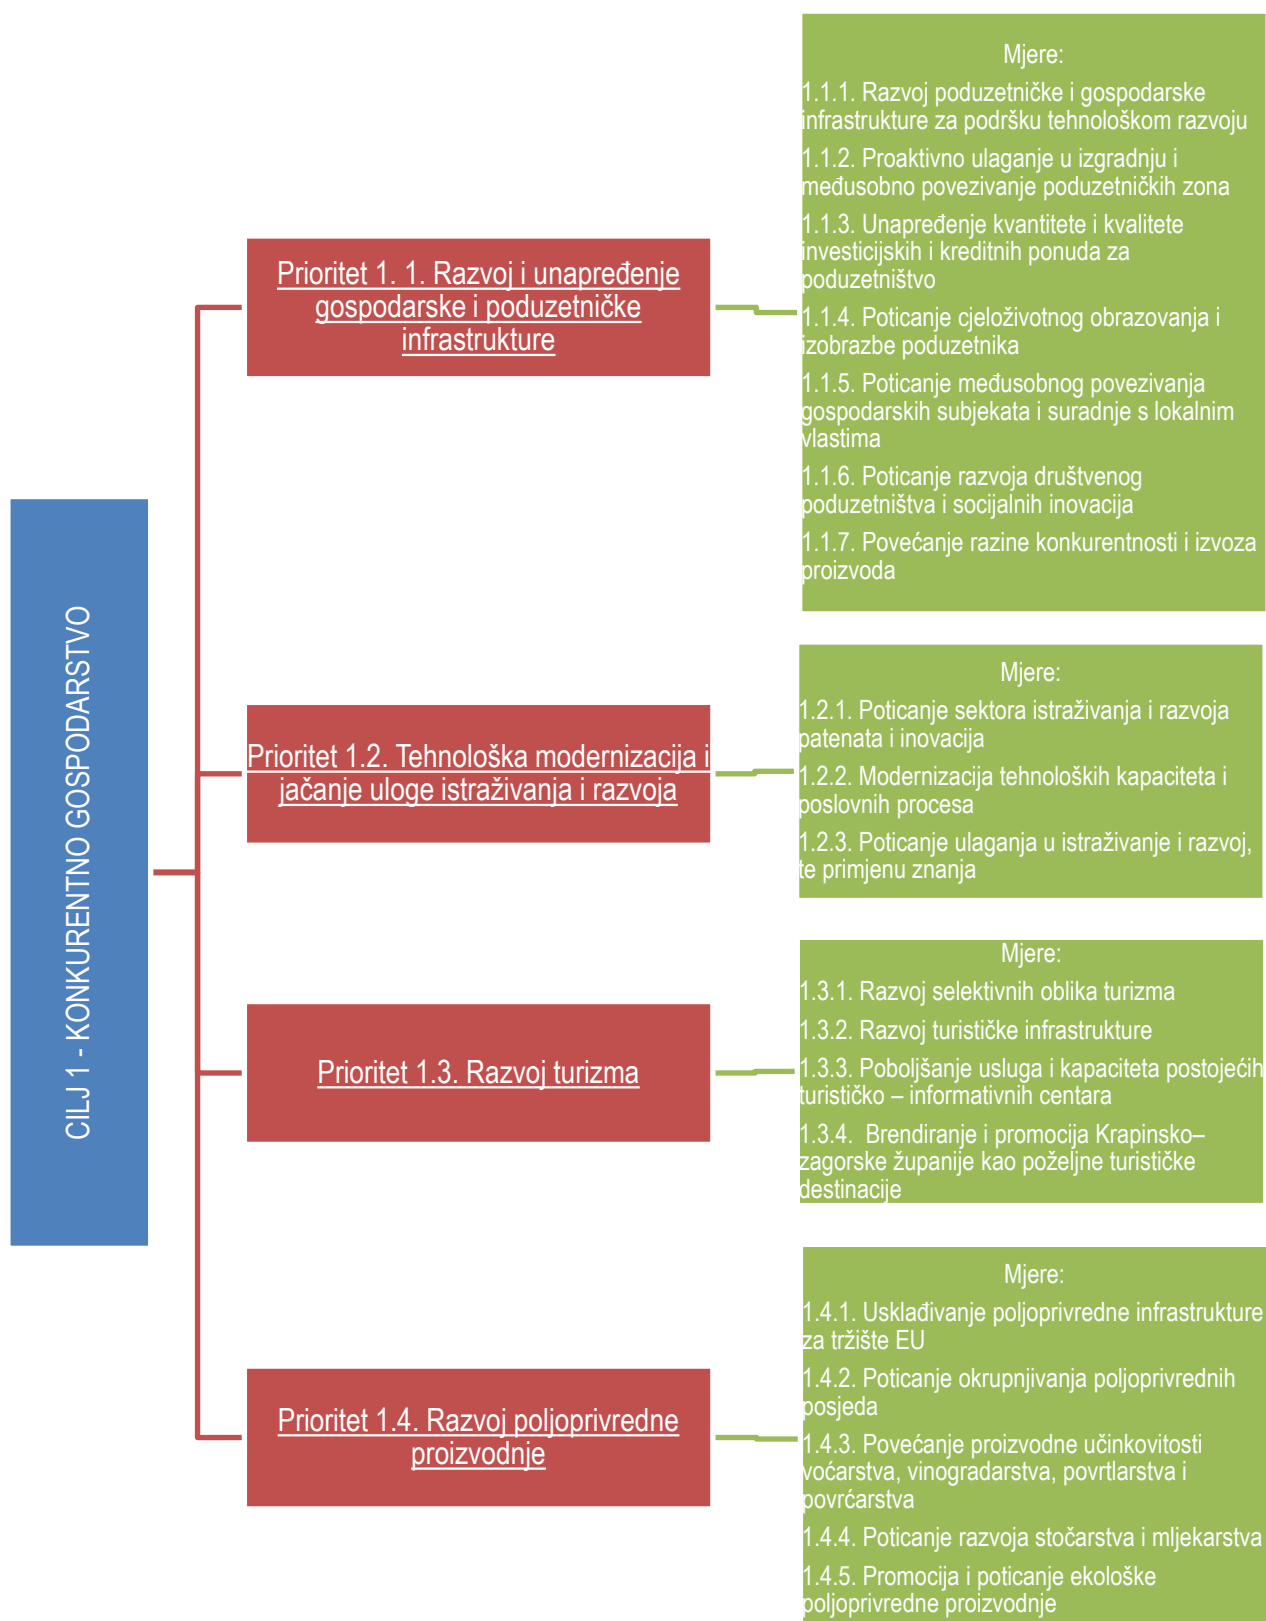 CILJ 1 - KONKURENTNO GOSPODARSTVO
Prioritet 1. 1. Razvoj i unapređenje
gospodarske i poduzetničke
infrastrukture
Mjere:
1.1.1. Razvoj poduzetničke i gospodarske
infrastrukture za podršku tehnološkom razvoju
1.1.2. Proaktivno ulaganje u izgradnju i
međusobno povezivanje poduzetničkih zona
1.1.3. Unapređenje kvantitete i kvalitete
investicijskih i kreditnih ponuda za
poduzetništvo
1.1.4. Poticanje cjeloživotnog obrazovanja i
izobrazbe poduzetnika
1.1.5. Poticanje međusobnog povezivanja
gospodarskih subjekata i suradnje s lokalnim
vlastima
1.1.6. Poticanje razvoja društvenog
poduzetništva i socijalnih inovacija
1.1.7. Povećanje razine konkurentnosti i izvoza
proizvoda
Prioritet 1.2. Tehnološka modernizacija i
jačanje uloge istraživanja i razvoja
Mjere:
1.2.1. Poticanje sektora istraživanja i razvoja
patenata i inovacija
1.2.2. Modernizacija tehnoloških kapaciteta i
poslovnih procesa
1.2.3. Poticanje ulaganja u istraživanje i razvoj,
te primjenu znanja
Prioritet 1.3. Razvoj turizma
Mjere:
1.3.1. Razvoj selektivnih oblika turizma
1.3.2. Razvoj turističke infrastrukture
1.3.3. Poboljšanje usluga i kapaciteta postojećih
turističko – informativnih centara
1.3.4.  Brendiranje i promocija Krapinsko–
zagorske županije kao poželjne turističke
destinacije
Prioritet 1.4. Razvoj poljoprivredne
proizvodnje
Mjere:
1.4.1. Usklađivanje poljoprivredne infrastrukture
za tržište EU
1.4.2. Poticanje okrupnjivanja poljoprivrednih
posjeda
1.4.3. Povećanje proizvodne učinkovitosti
voćarstva, vinogradarstva, povrtlarstva i
povrćarstva
1.4.4. Poticanje razvoja stočarstva i mljekarstva
1.4.5. Promocija i poticanje ekološke
poljoprivredne proizvodnje